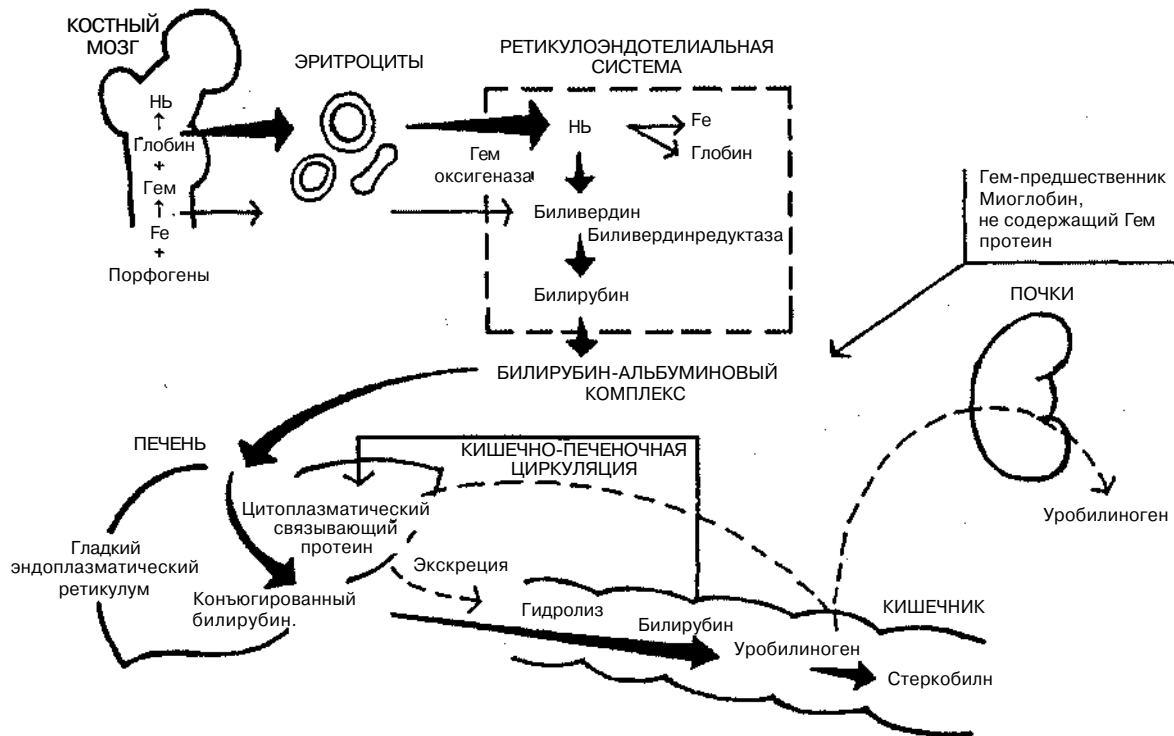 КОСТНЫЙ
МОЗГ
НЬ
Глобин
+
Гем
Fe
+
Порфогены
ЭРИТРОЦИТЫ
РЕТИКУЛОЭНДОТЕЛИАЛЬНАЯ
СИСТЕМА
НЬ
Fe
Глобин
Гем
оксигеназа
Биливердин
Биливердинредуктаза
Билирубин
Гем-предшественник
Миоглобин,
не содержащий Гем
протеин
ПОЧКИ
Уробилиноген
БИЛИРУБИН-АЛЬБУМИНОВЫЙ
КОМПЛЕКС
ПЕЧЕНЬ
КИШЕЧНО-ПЕЧЕНОЧНАЯ
ЦИРКУЛЯЦИЯ
Цитоплазматический
связывающий
протеин
Гладкий
эндоплазматический
ретикулум
Конъюгированный
билирубин.
Экскреция
Гидролиз
Билирубин
Уробилиноген
КИШЕЧНИК
Стеркобилн